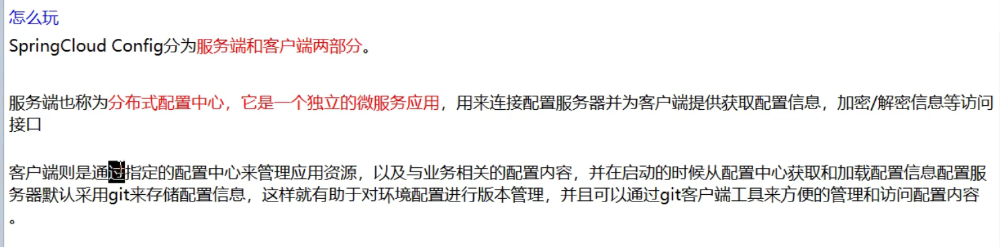 怎么玩
SpringCloud Config分为服务端和客户端两部分。
服务端也称为分布式配置中心，它是一个独立的微服务应用，用来连接配置服务器并为客户端提供获取配置信息，加密/解密信息等访问
接口
客户端则是通过指定的配置中心来管理应用资源，以及与业务相关的配置内容，并在启动的时候从配置中心获取和加载配置信息配置服
务器默认采用git来存储配置信息，这样就有助于对环境配置进行版本管理，并且可以通过git客户端工具来方便的管理和访问配置内容
。